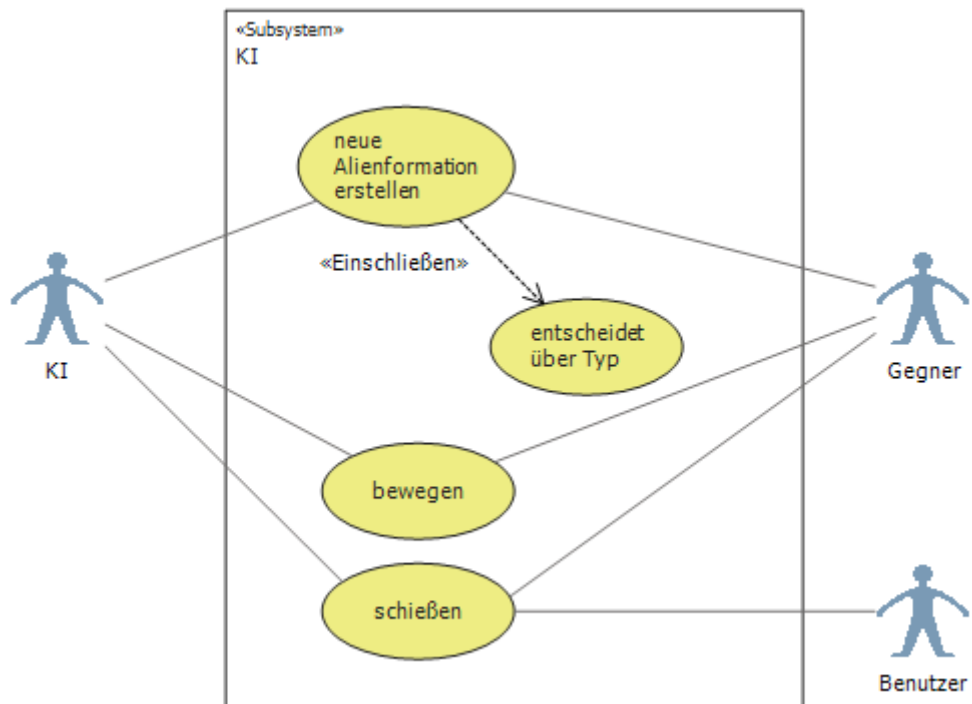 «Subsystem»
KI
neue
Alienformation
erstellen
«Einschließen»
entscheidet
über Typ
KI
Gegner
bewegen
schießen
Benutzer